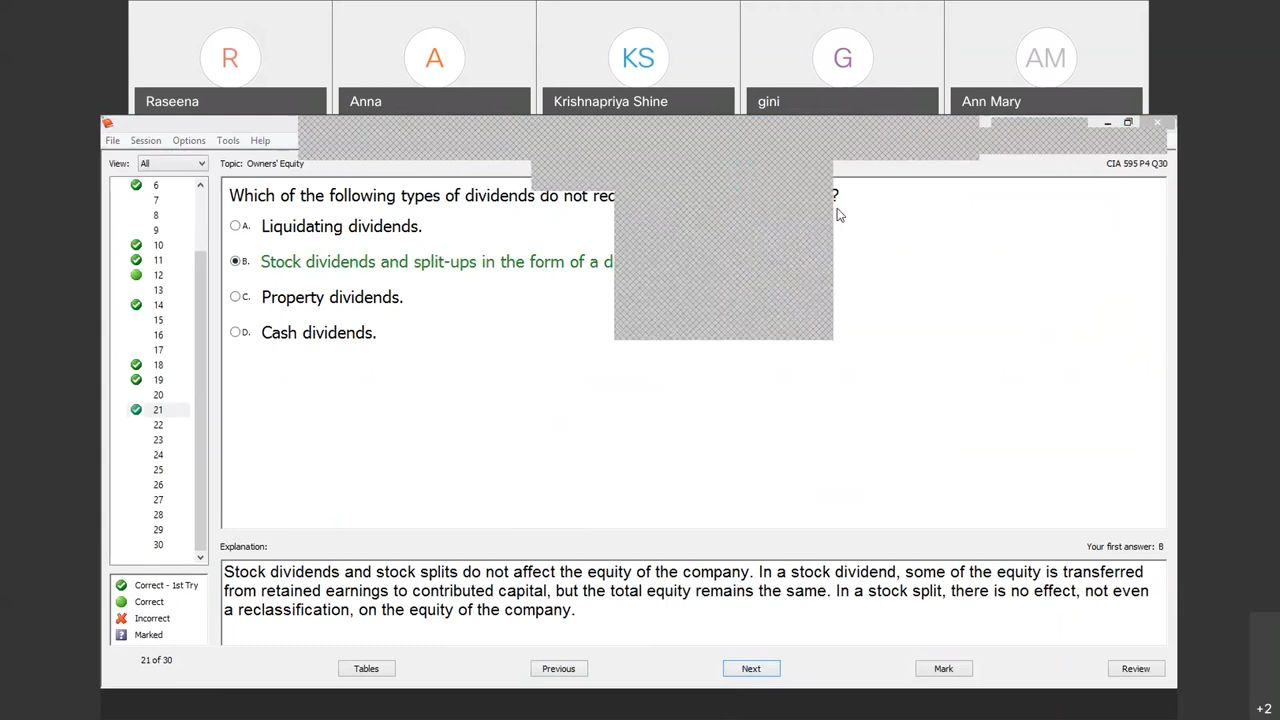 R
A
KS
G
AM
Raseena
Anna
Krishnapriya Shine
gini
Ann Mary
File Session Options Tools Help
View: All
Topic: Owners' Equity
CIA 595 P4 Q30
6
7
8
9
10
11
12
13
14
15
16
17
18
19
20
21
22
23
24
25
26
27
28
29
30
Which of the following types of dividends do not ?
A. Liquidating dividends.
B. Stock dividends and split-ups in the form of a
C. Property dividends.
D. Cash dividends.
Explanation:
Your first answer: B
Stock dividends and stock splits do not affect the equity of the company. In a stock dividend, some of the equity is transferred
from retained earnings to contributed capital, but the total equity remains the same. In a stock split, there is no effect, not even
a reclassification, on the equity of the company.
Correct - 1st Try
Correct
Incorrect
? Marked
21 of 30
Tables
Previous
Next
Mark
Review
+2